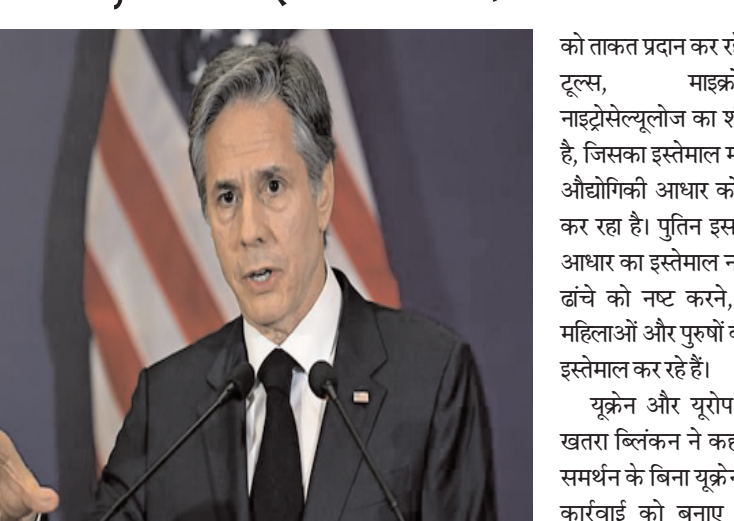 को ताकत प्रदान कर
टूल्स, माइक्रो
नाइट्रोसेल्यूलोज का
है, जिसका इस्तेमाल
औद्योगिकी आधार को
कर रहा है। पुतिन इस
आधार का इस्तेमाल
ढांचे को नष्ट करने,
महिलाओं और पुरुषों
इस्तेमाल कर रहे हैं।
यूक्रेन और यूरोप
खतरा ब्लिंकन ने
समर्थन के बिना यूक्रेन
कार्रवाई को बनाए